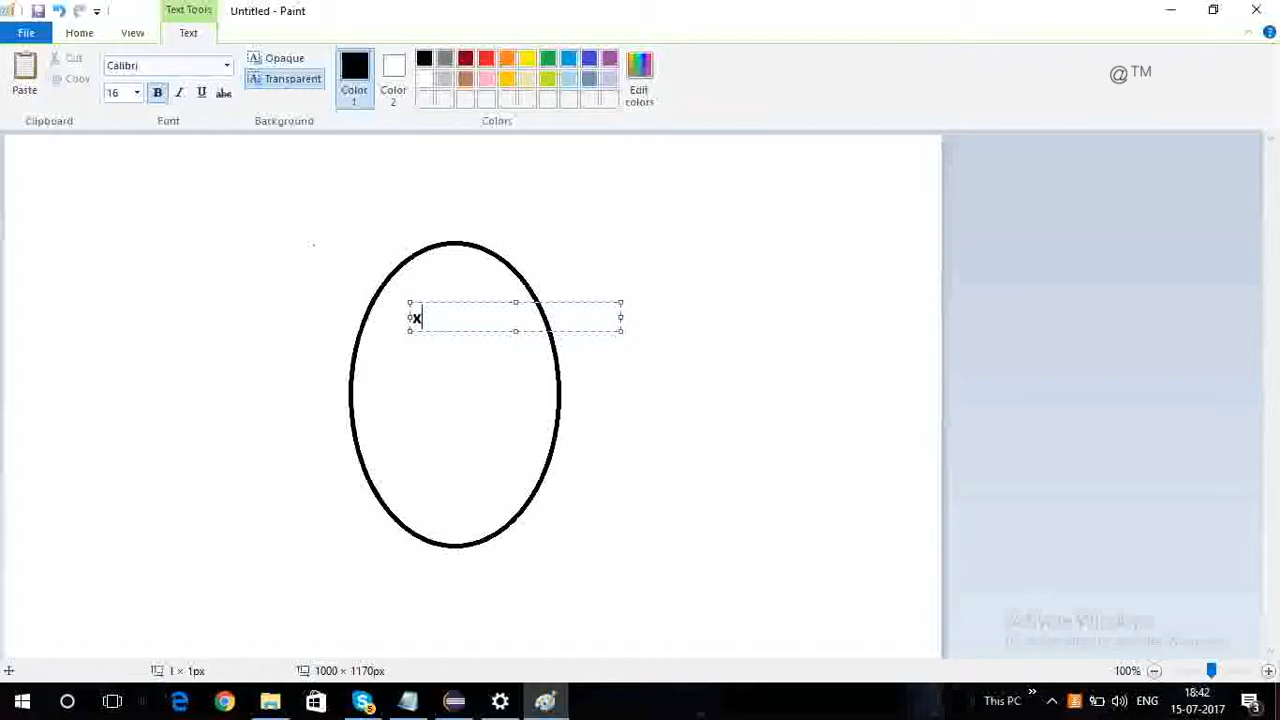 Text Tools
Untitled - Paint
File
Home
View
Text
Paste
Cut
Copy
Calibri
16
B
I
U
abc
Opaque
Transparent
Color 1
Color 2
Edit colors
Clipboard
Font
Background
Colors
@™
x
Activate Windows
1 × 1px
1000 × 1170px
100%
This PC
ENG
18:42
15-07-2017